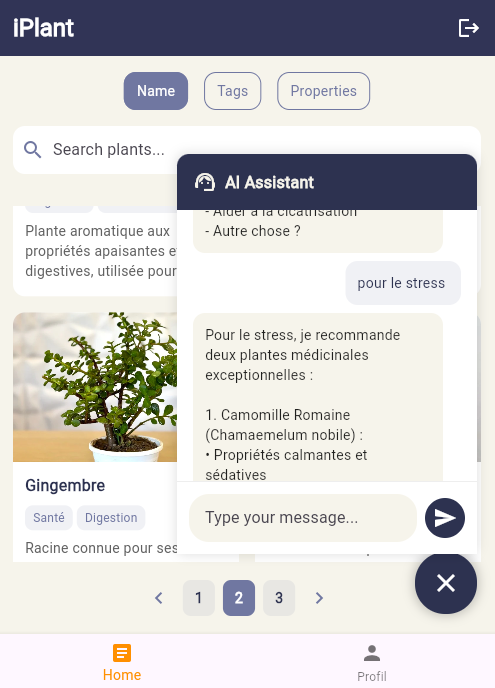 iPlant
Name
Tags
Properties
Search plants...
Plante aromatique aux
propriétés apaisantes et
digestives, utilisée pour
Gingembre
Santé
Digestion
Racine connue pour ses
AI Assistant
- Aider à la cicatrisation
- Autre chose ?
pour le stress
Pour le stress, je recommande
deux plantes médicinales
exceptionnelles :
1. Camomille Romaine
(Chamaemelum nobile) :
• Propriétés calmantes et
sédatives
Type your message...
1
2
3
Home
Profil